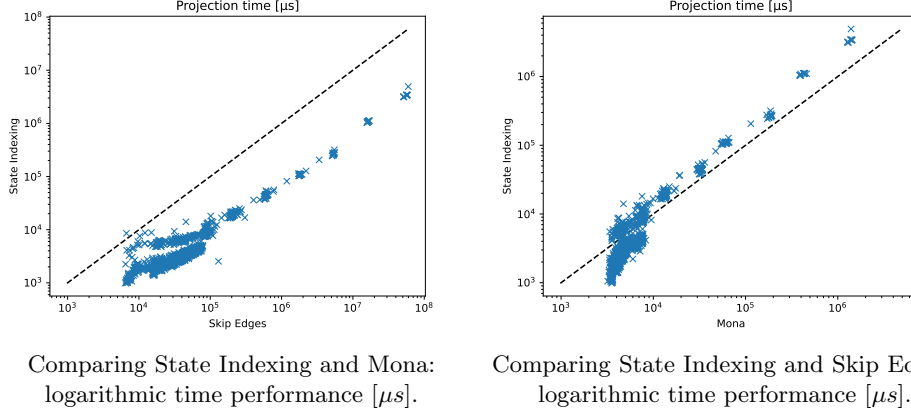 Projection time [µs]
10⁸
10⁷
10⁶
10⁵
10⁴
10³
State Indexing
10³ 10⁴ 10⁵ 10⁶ 10⁷ 10⁸
Skip Edges
Projection time [µs]
10⁶
10⁵
10⁴
10³
State Indexing
10³ 10⁴ 10⁵ 10⁶
Mona
Comparing State Indexing and Mona:
logarithmic time performance [µs].
Comparing State Indexing and Skip
logarithmic time performance [µs].